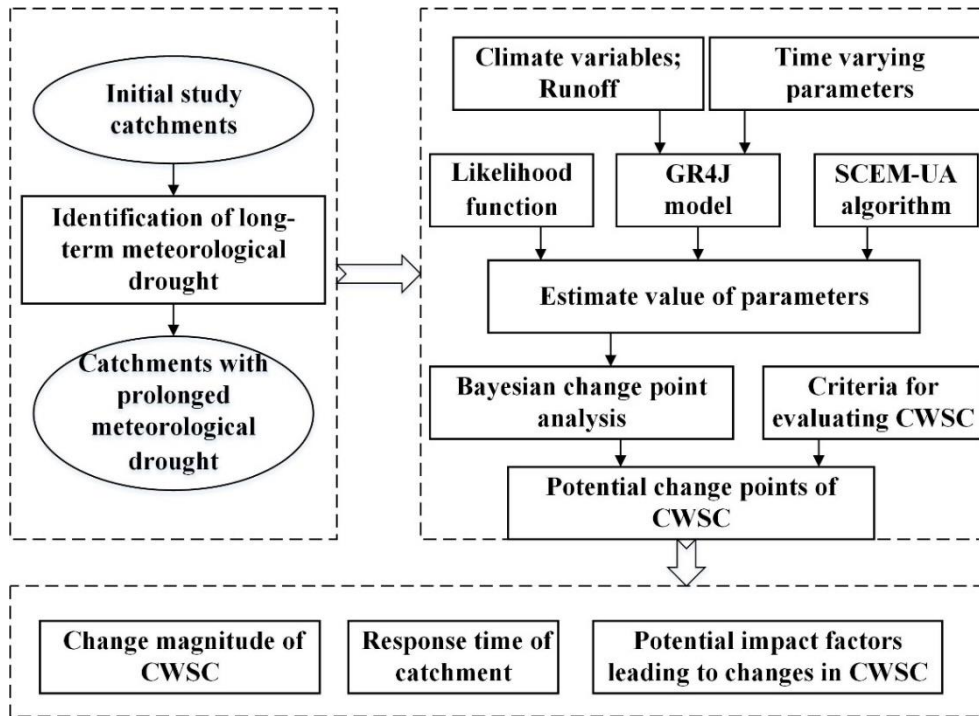 Initial study
catchments
Identification of long-
term meteorological
drought
Catchments with
prolonged
meteorological
drought
Climate variables;
Runoff
Time varying
parameters
Likelihood
function
GR4J
model
SCEM-UA
algorithm
Estimate value of parameters
Bayesian change point
analysis
Criteria for
evaluating CWSC
Potential change points of
CWSC
Change magnitude of
CWSC
Response time of
catchment
Potential impact factors
leading to changes in CWSC